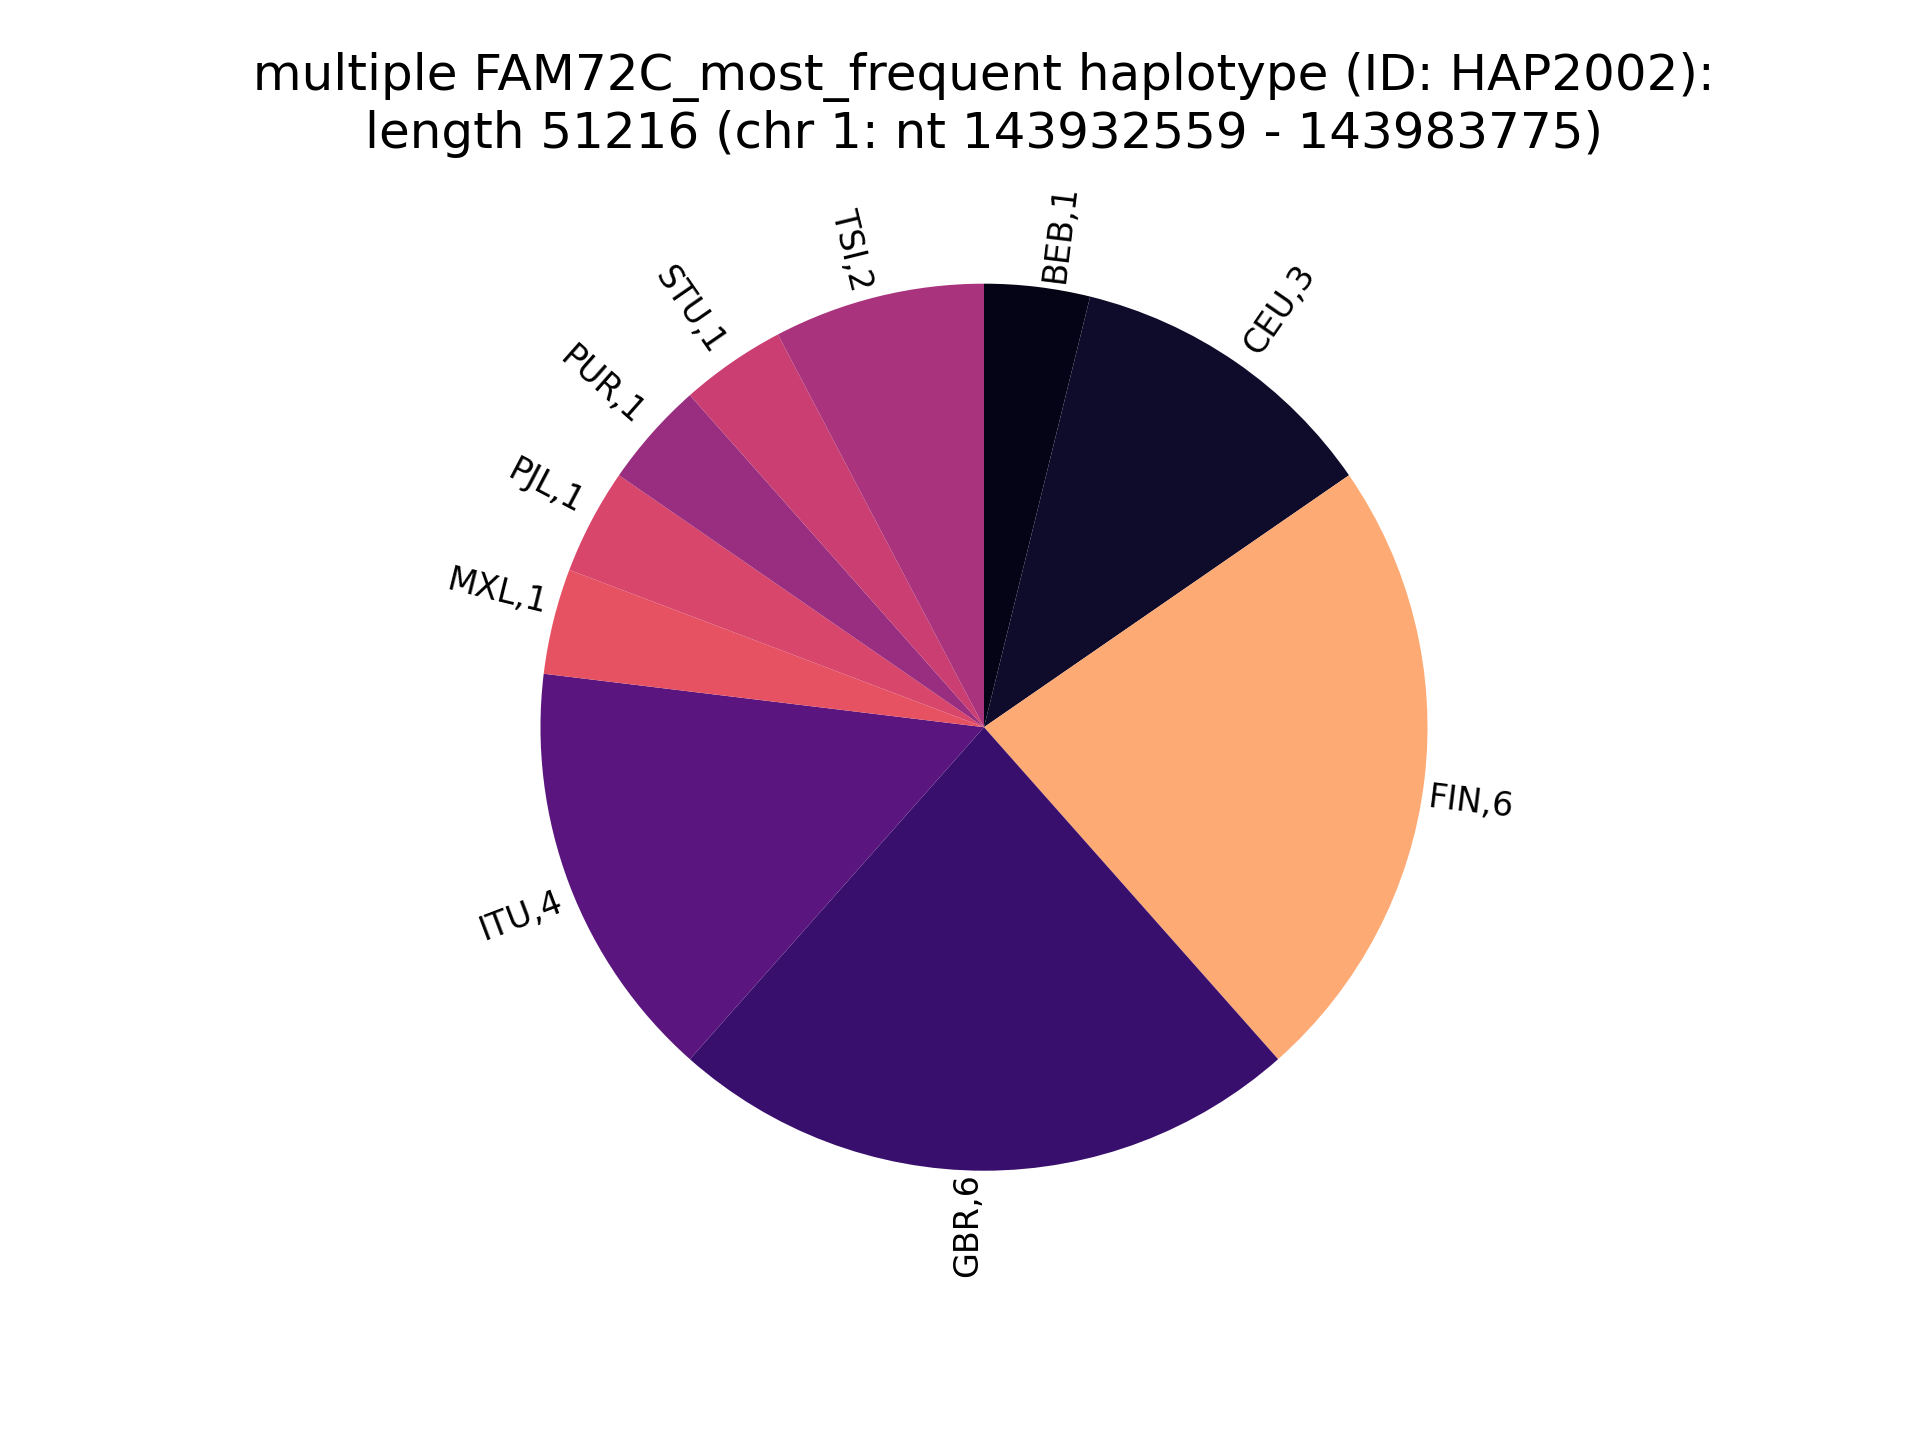 multiple FAM72C_most_frequent haplotype (ID: HAP2002):
length 51216 (chr 1: nt 143932559 - 143983775)
BEB,1
CEU,3
FIN,6
GBR,6
ITU,4
MXL,1
PJL,1
PUR,1
STU,1
TSI,2